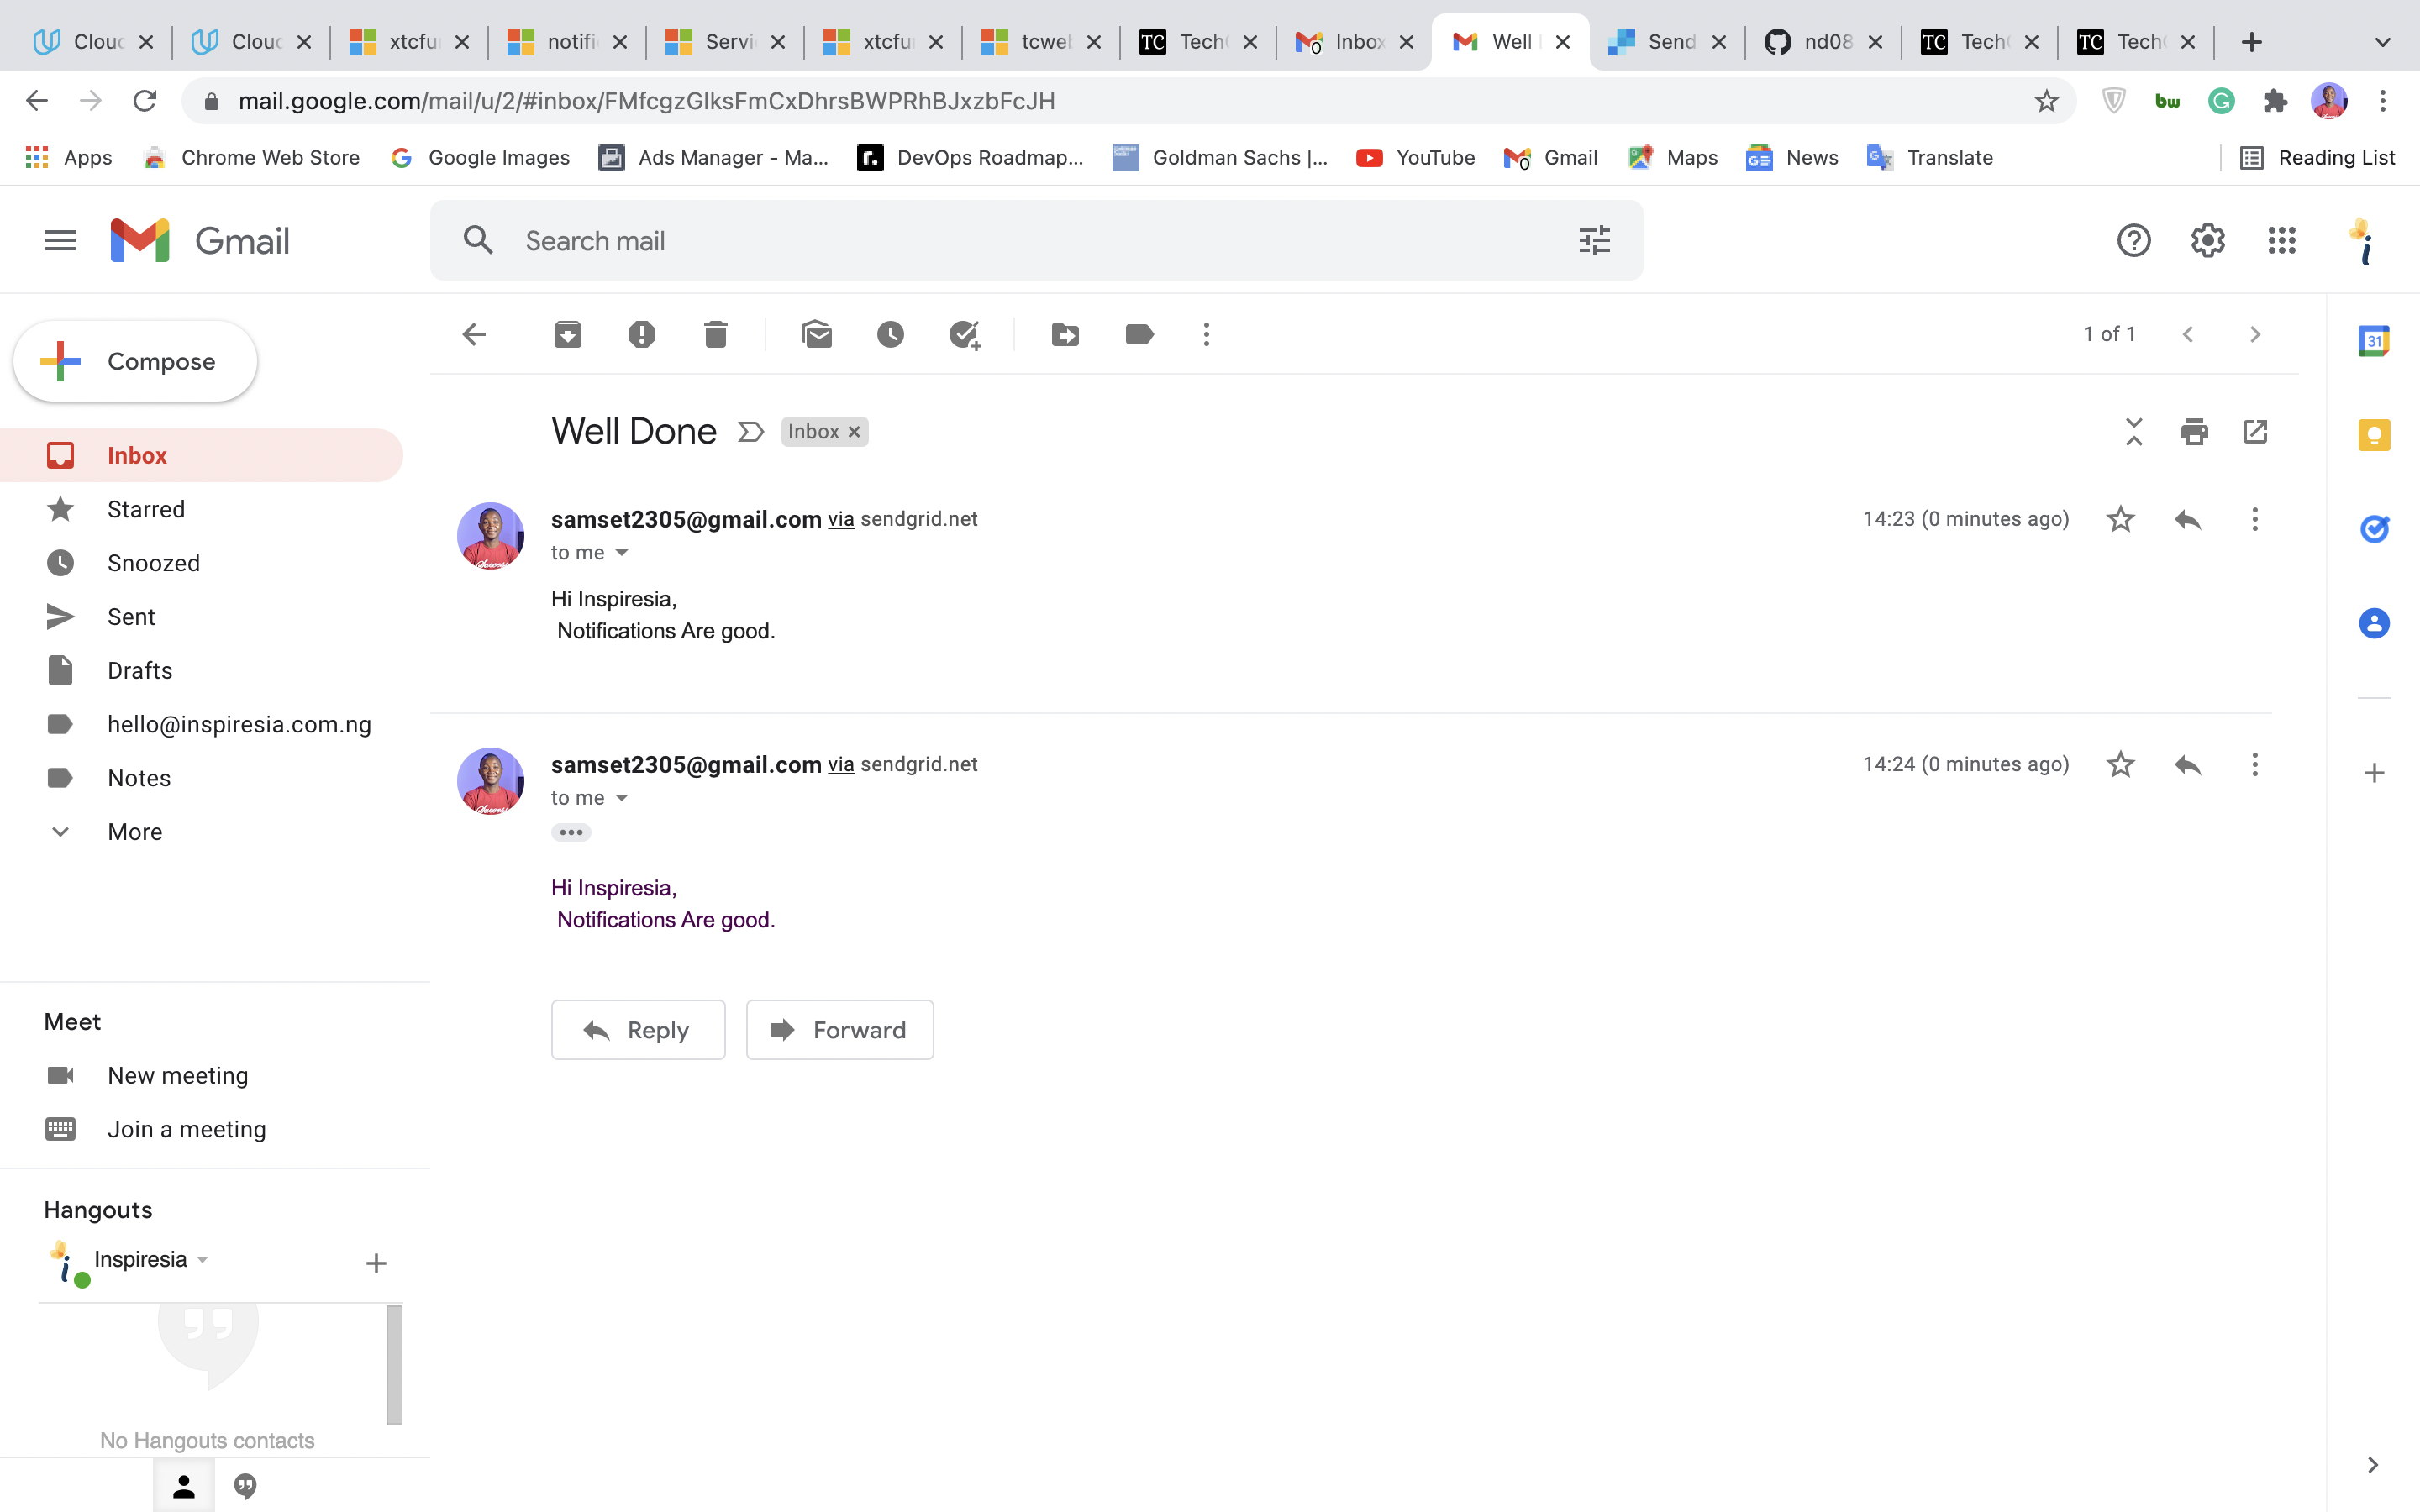 Clouc
Clouc
xtcfur
notifi
Servi
xtcfur
tcweb
TC Tech
Inbox
Well
Send
nd08
TC Tech
TC Tech
mail.google.com/mail/u/2/#inbox/FMfcgzGlksFmCxDhrsBWPRhBJxzbFcJH
bw
Apps
Chrome Web Store
Google Images
Ads Manager - Ma...
DevOps Roadmap...
Goldman Sachs |...
YouTube
Gmail
Maps
News
Translate
Reading List
Gmail
Search mail
Compose
1 of 1
31
Inbox
Starred
Snoozed
Sent
Drafts
hello@inspiresia.com.ng
Notes
More
Well Done
Inbox
samset2305@gmail.com via sendgrid.net
14:23 (0 minutes ago)
to me
Hi Inspiresia,
Notifications Are good.
samset2305@gmail.com via sendgrid.net
14:24 (0 minutes ago)
to me
Hi Inspiresia,
Notifications Are good.
Reply
Forward
Meet
New meeting
Join a meeting
Hangouts
Inspiresia
No Hangouts contacts